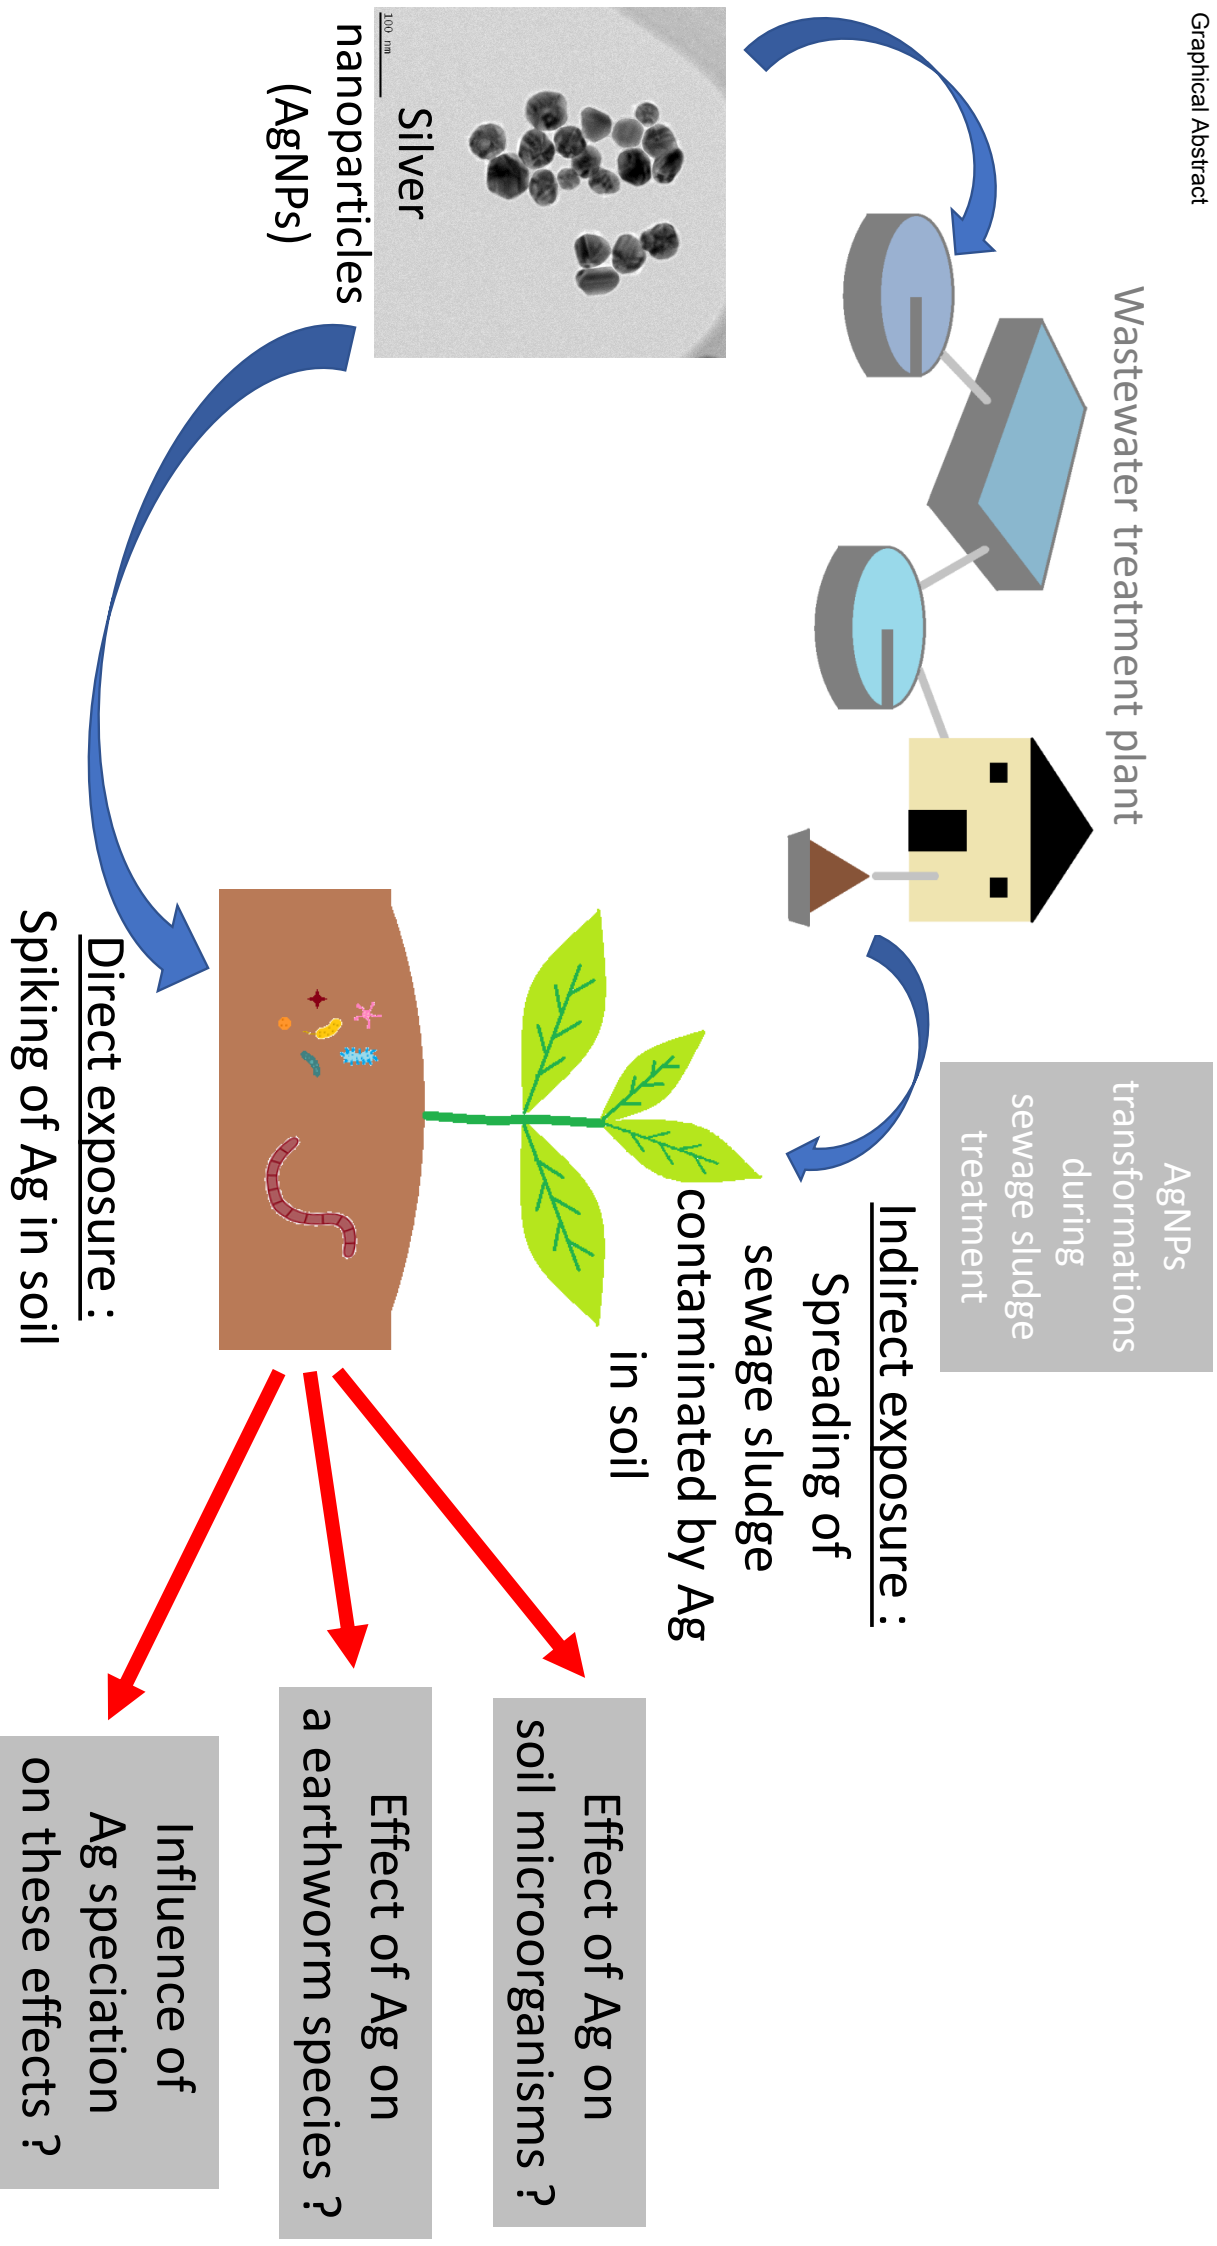 Graphical Abstract
Wastewater treatment plant
AgNPs
transformations
during
sewage sludge
treatment
100 nm
Silver
nanoparticles
(AgNPs)
Indirect exposure :
Spreading of
sewage sludge
contaminated by Ag
in soil
Direct exposure :
Spiking of Ag in soil
Effect of Ag on
soil microorganisms ?
Effect of Ag on
a earthworm species ?
Influence of
Ag speciation
on these effects ?